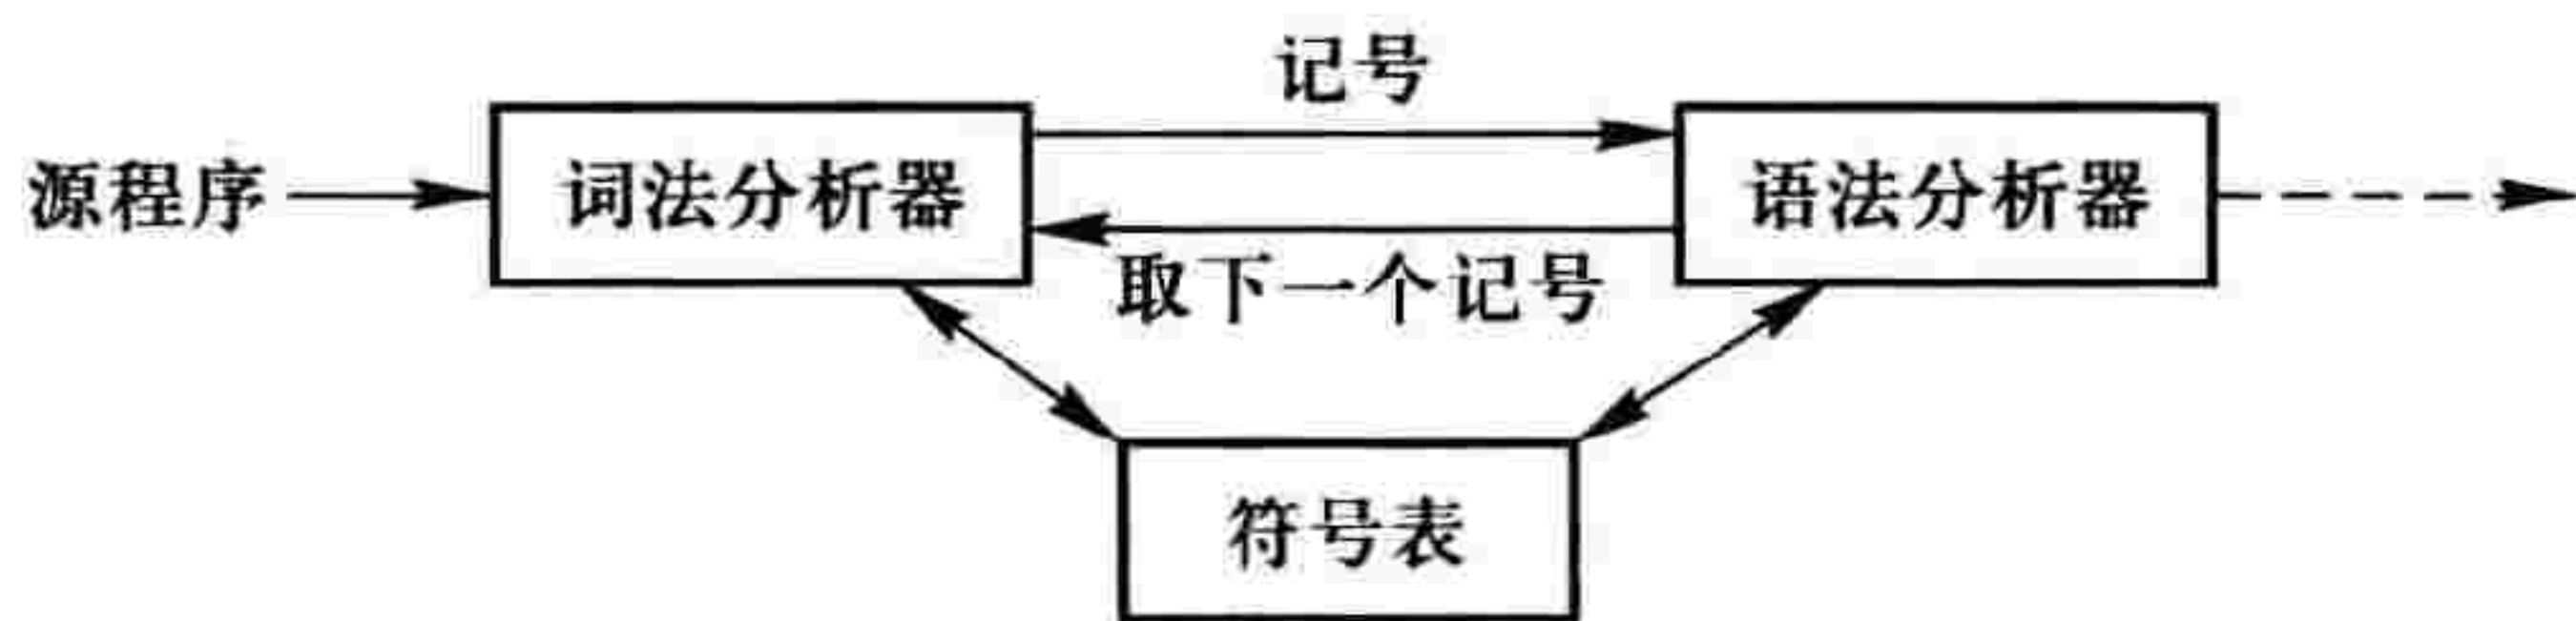 记号
源程序
词法分析器
语法分析器
取下一个记号
符号表